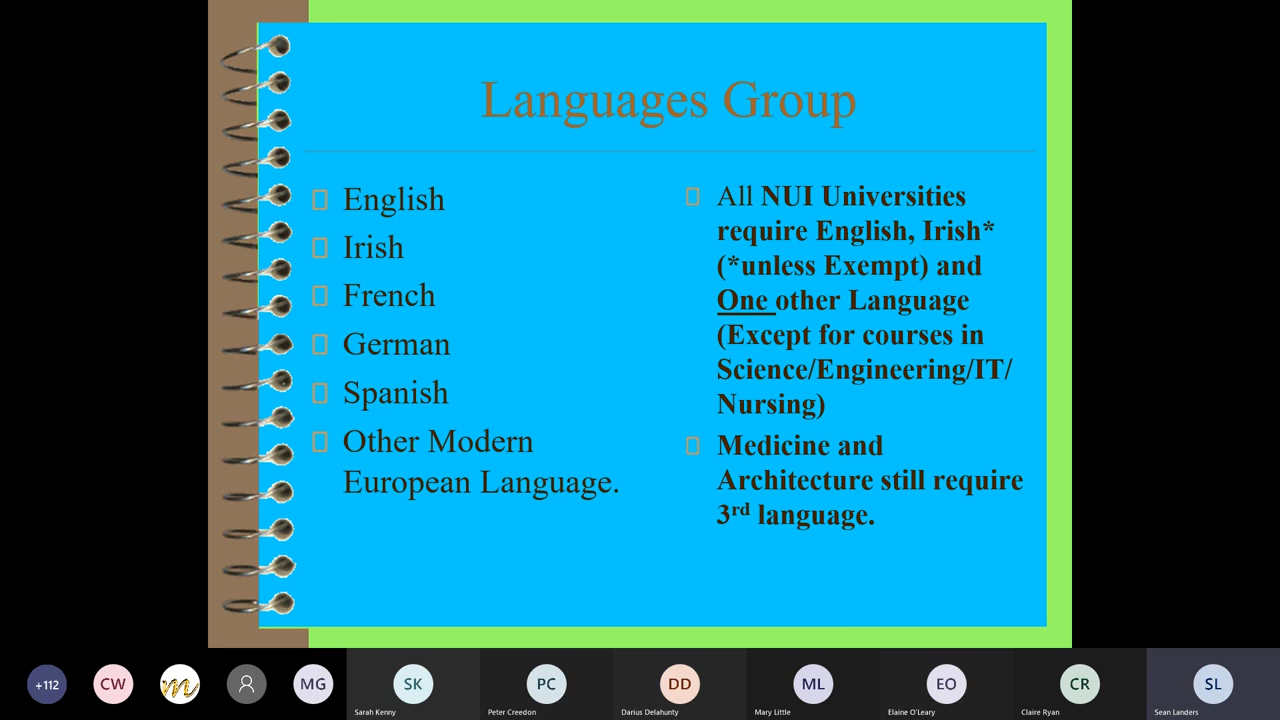 Languages Group
English
Irish
French
German
Spanish
Other Modern
European Language.
All NUI Universities
require English, Irish*
(*unless Exempt) and
One other Language
(Except for courses in
Science/Engineering/IT/
Nursing)
Medicine and
Architecture still require
3rd language.
+112
CW
m
MG
SK
PC
DD
ML
EO
CR
SL
Sarah Kenny
Peter Creedon
Darius Delahunty
Mary Little
Elaine O'Leary
Claire Ryan
Sean Landers